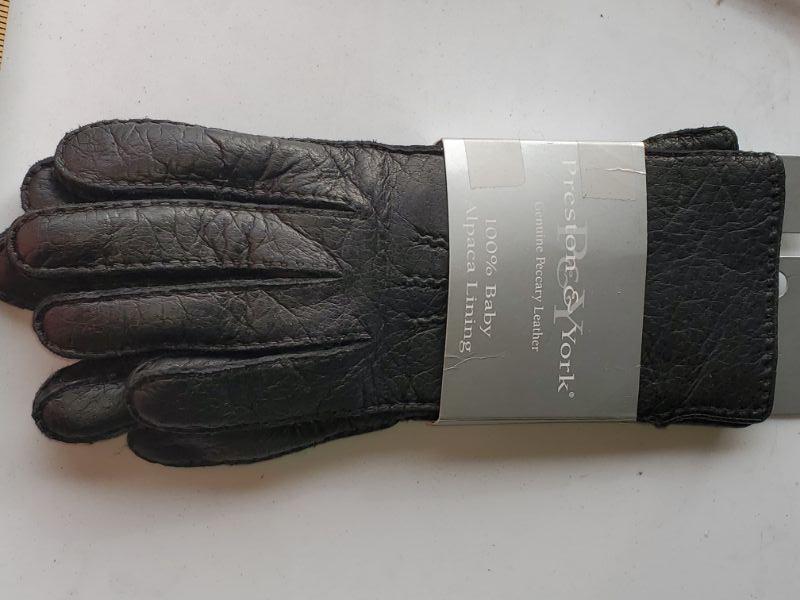 Preston & York®
P&Y
Genuine Peccary Leather
100% Baby
Alpaca Lining